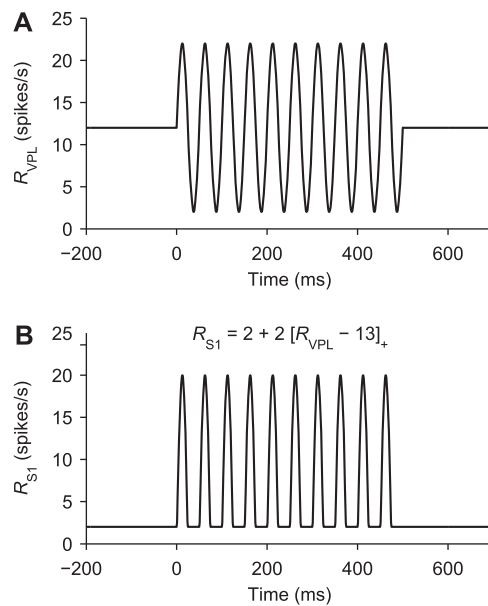 A
25
20
15
10
5
0
R_VPL (spikes/s)
−200 0 200 400 600
Time (ms)
B
R_S1 = 2 + 2 [R_VPL − 13]_+
25
20
15
10
5
0
R_S1 (spikes/s)
−200 0 200 400 600
Time (ms)